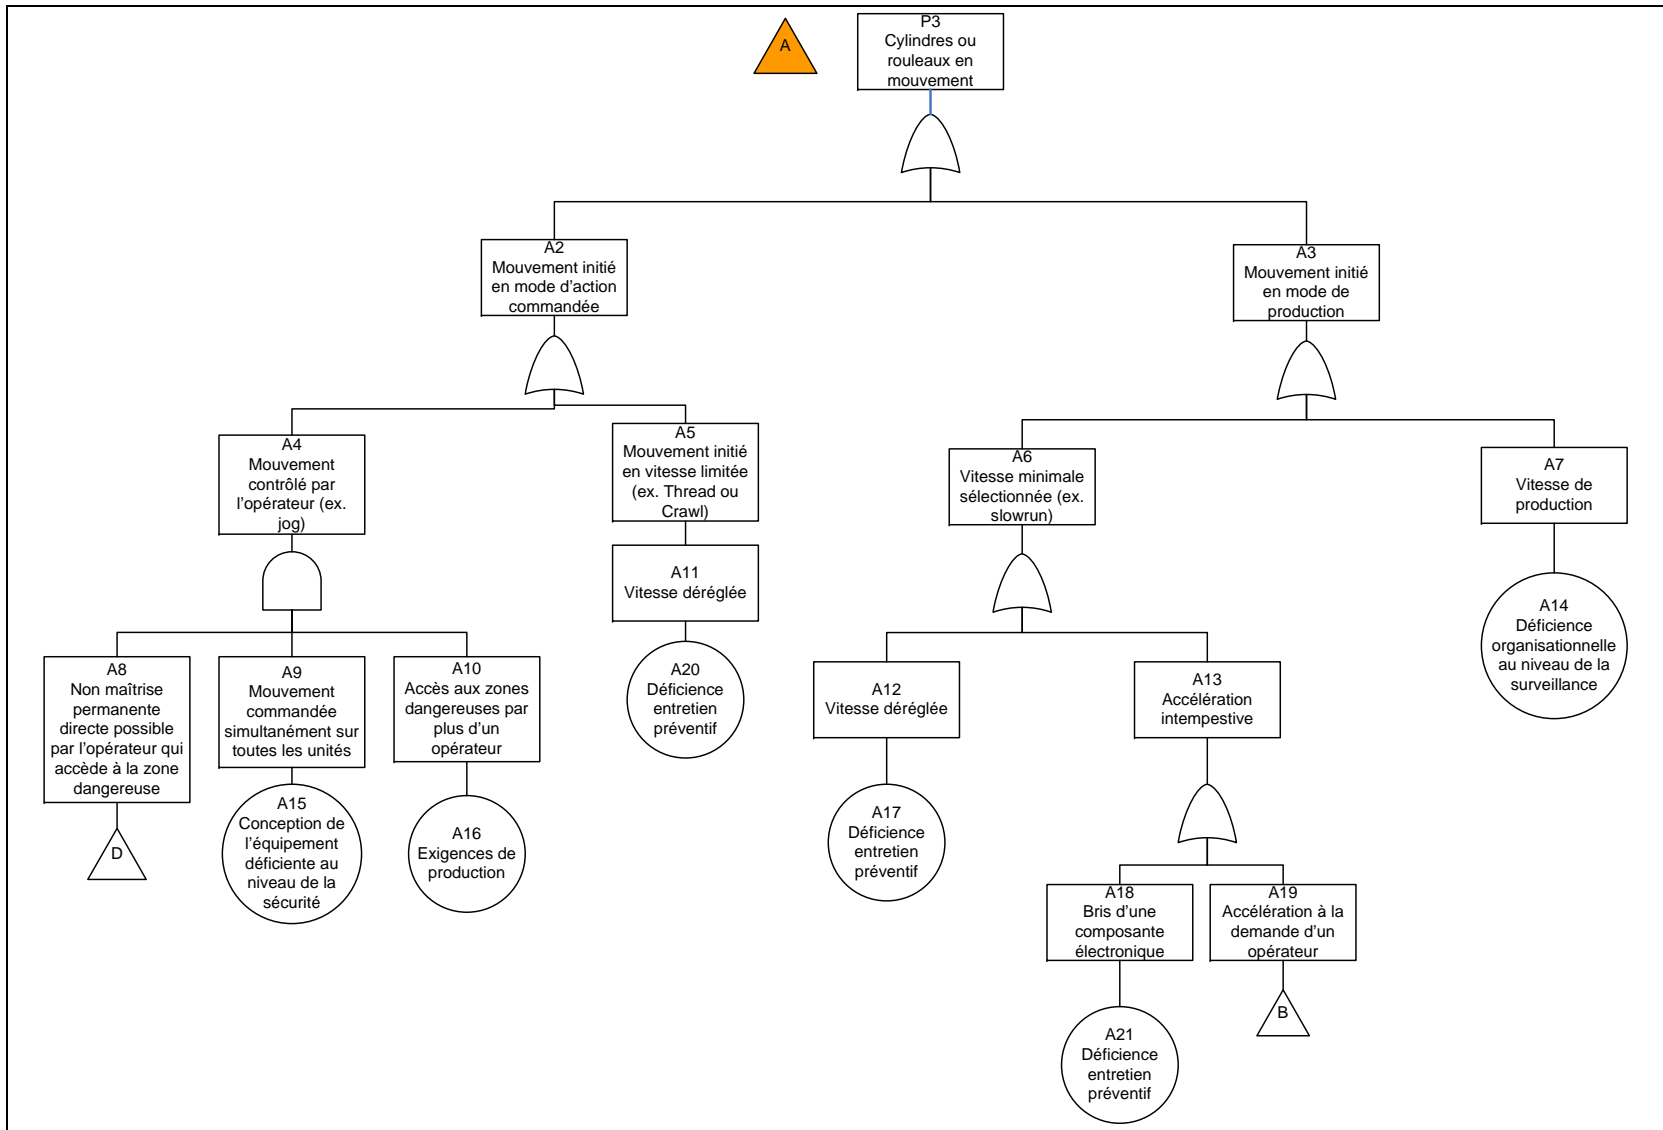 A
P3
Cylindres ou
rouleaux en
mouvement
A2
Mouvement initié
en mode d'action
commandée
A3
Mouvement initié
en mode de
production
A4
Mouvement
contrôlé par
l'opérateur (ex.
jog)
A5
Mouvement initié
en vitesse limitée
(ex. Thread ou
Crawl)
A6
Vitesse minimale
sélectionnée (ex.
slowrun)
A7
Vitesse de
production
A11
Vitesse déréglée
A14
Déficience
organisationnelle
au niveau de la
surveillance
A8
Non maîtrise
permanente
directe possible
par l'opérateur qui
accède à la zone
dangereuse
A9
Mouvement
commandée
simultanément sur
toutes les unités
A10
Accès aux zones
dangereuses par
plus d'un
opérateur
A20
Déficience
entretien
préventif
A12
Vitesse déréglée
A13
Accélération
intempestive
D
A15
Conception de
l'équipement
déficiente au
niveau de la
sécurité
A16
Exigences de
production
A17
Déficience
entretien
préventif
A18
Bris d'une
composante
électronique
A19
Accélération à la
demande d'un
opérateur
A21
Déficience
entretien
préventif
B